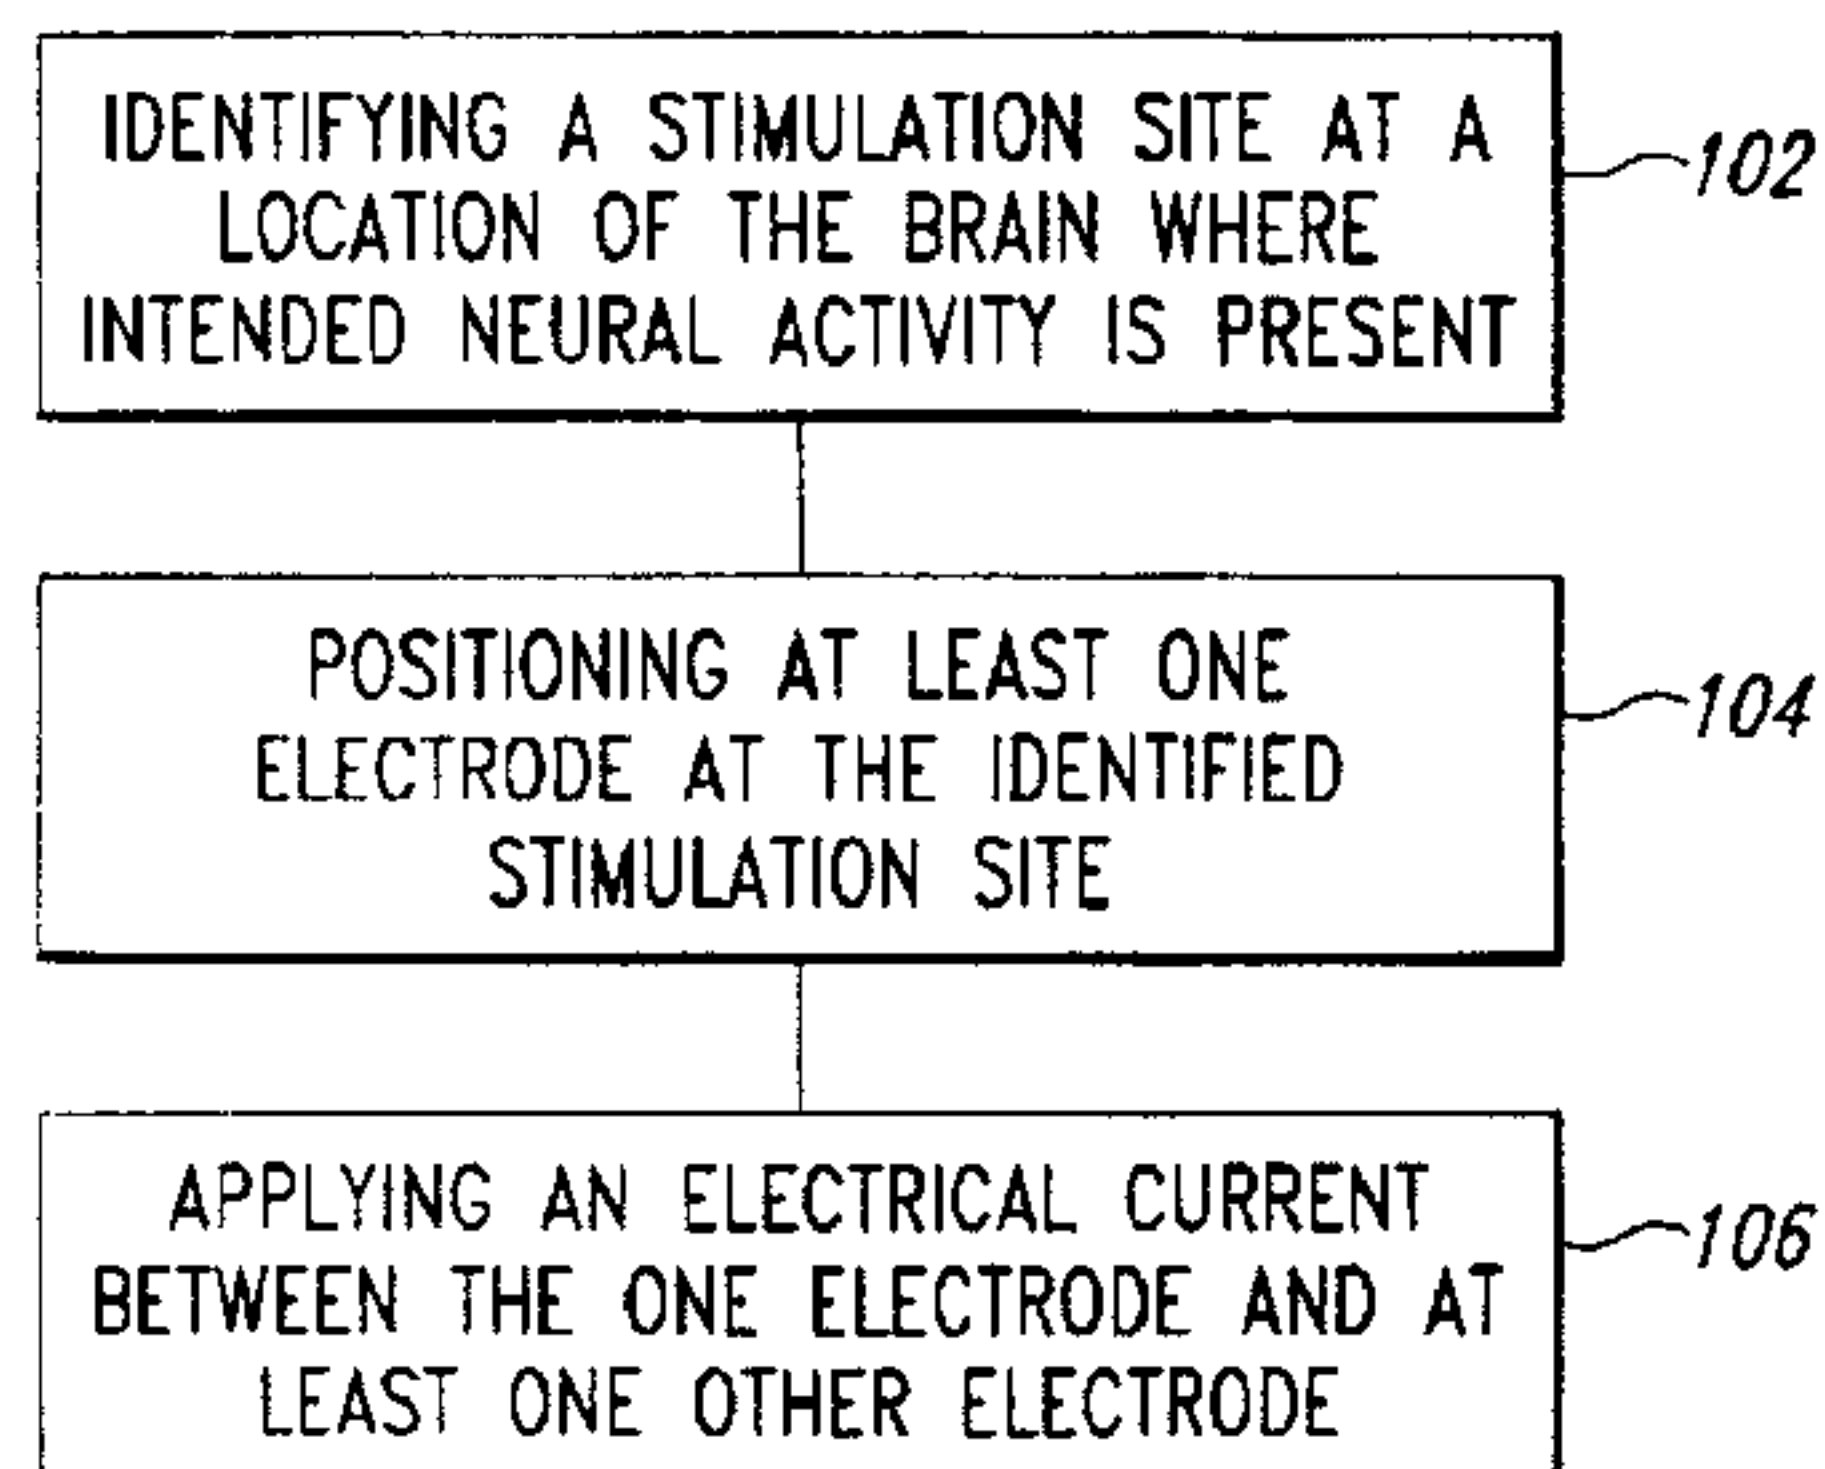 IDENTIFYING A STIMULATION SITE AT A
LOCATION OF THE BRAIN WHERE
INTENDED NEURAL ACTIVITY IS PRESENT
102
POSITIONING AT LEAST ONE
ELECTRODE AT THE IDENTIFIED
STIMULATION SITE
104
APPLYING AN ELECTRICAL CURRENT
BETWEEN THE ONE ELECTRODE AND AT
LEAST ONE OTHER ELECTRODE
106